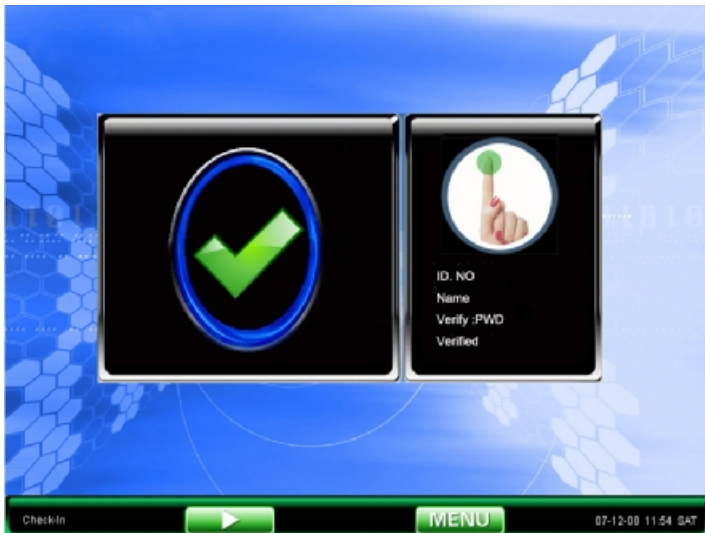 ID. NO
Name
Verify :PWD
Verified
Check-In
MENU
07-12-08 11:54 SAT